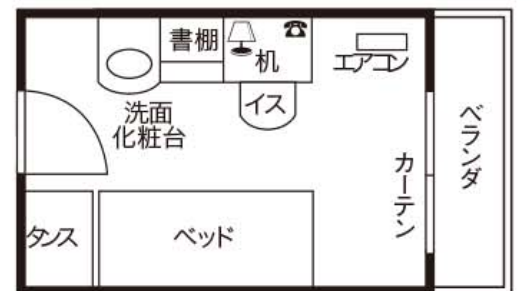 書棚
机
エアコン
洗面
化粧台
イス
ベランダ
カーテン
タンス
ベッド